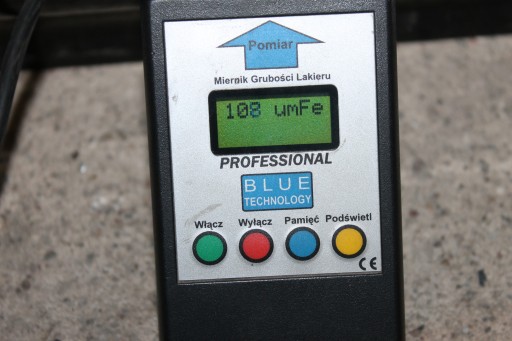 Pomiar
Miernik Grubości Lakieru
108 umFe
PROFESSIONAL
BLUE
TECHNOLOGY
Włącz Wyłącz Pamięć Podświetl
CE